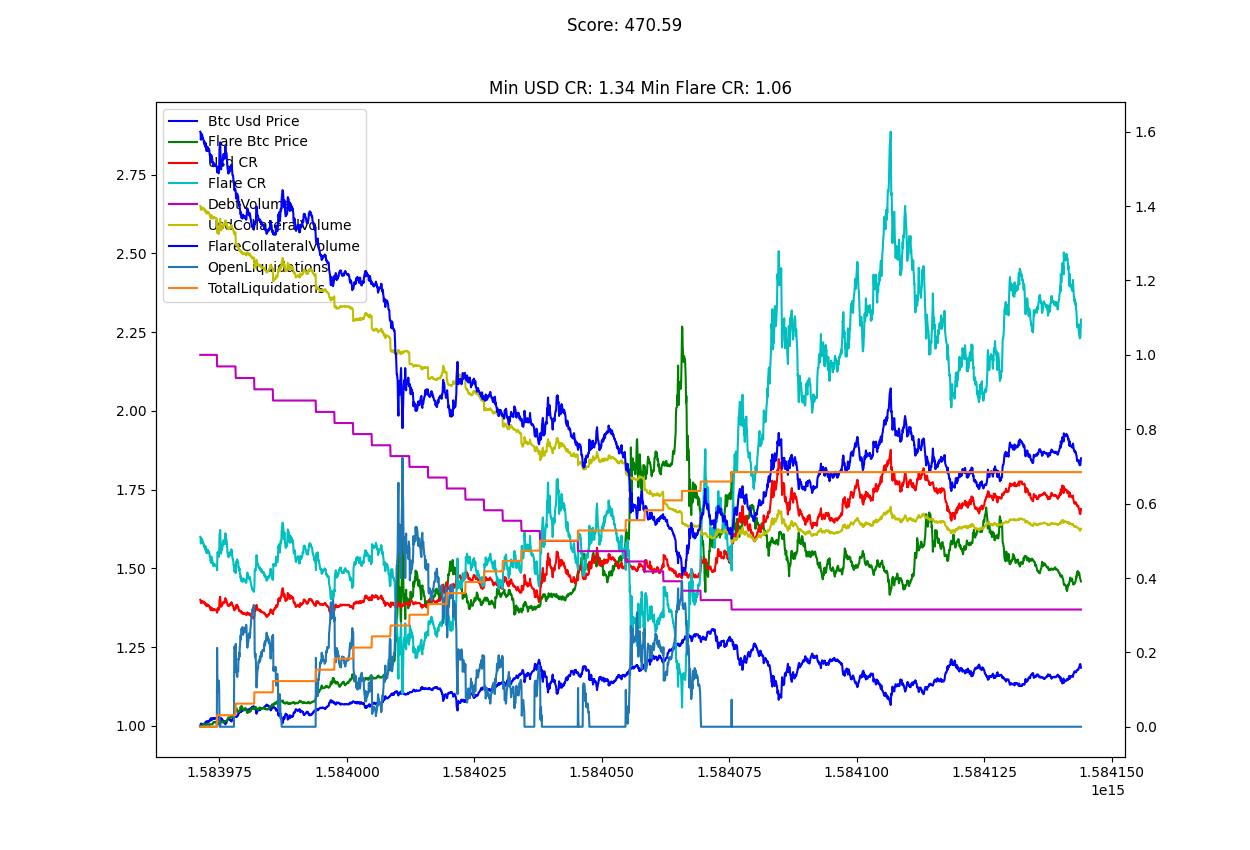 Score: 470.59
Min USD CR: 1.34 Min Flare CR: 1.06
Btc Usd Price
Flare Btc Price
Usd CR
Flare CR
DebtVolume
UsdCollateralVolume
FlareCollateralVolume
OpenLiquidations
TotalLiquidations
2.75
2.50
2.25
2.00
1.75
1.50
1.25
1.00
1.6
1.4
1.2
1.0
0.8
0.6
0.4
0.2
0.0
1.583975
1.584000
1.584025
1.584050
1.584075
1.584100
1.584125
1.584150
1e15